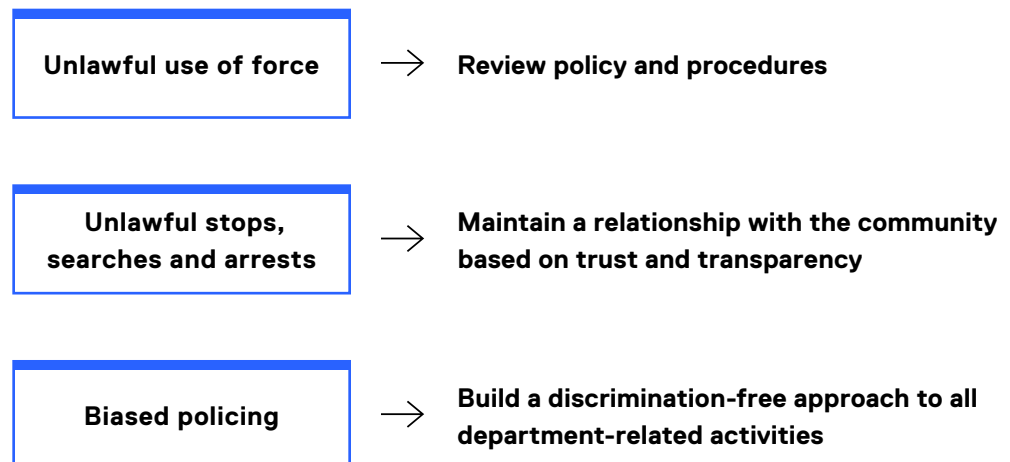 Unlawful use of force
Review policy and procedures
Unlawful stops,
searches and arrests
Maintain a relationship with the community
based on trust and transparency
Biased policing
Build a discrimination-free approach to all
department-related activities